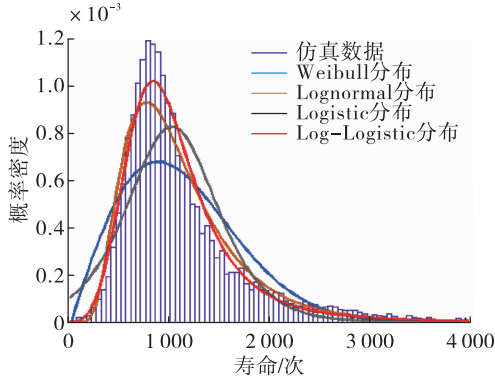 ×10⁻³
1.2
1.0
0.8
0.6
0.4
0.2
0
概率密度
仿真数据
Weibull分布
Lognormal分布
Logistic分布
Log-Logistic分布
0 1 000 2 000 3 000 4 000
寿命/次